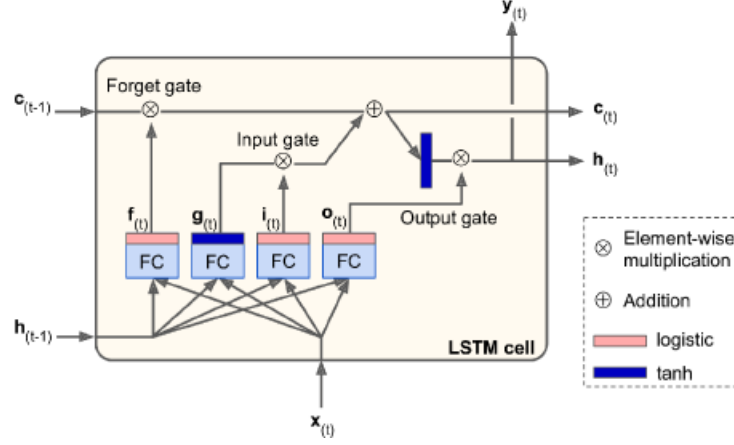 y(t)
Forget gate
c(t-1)
c(t)
Input gate
h(t)
f(t)
g(t)
i(t)
o(t)
Output gate
FC
FC
FC
FC
Element-wise
multiplication
Addition
h(t-1)
LSTM cell
logistic
tanh
x(t)